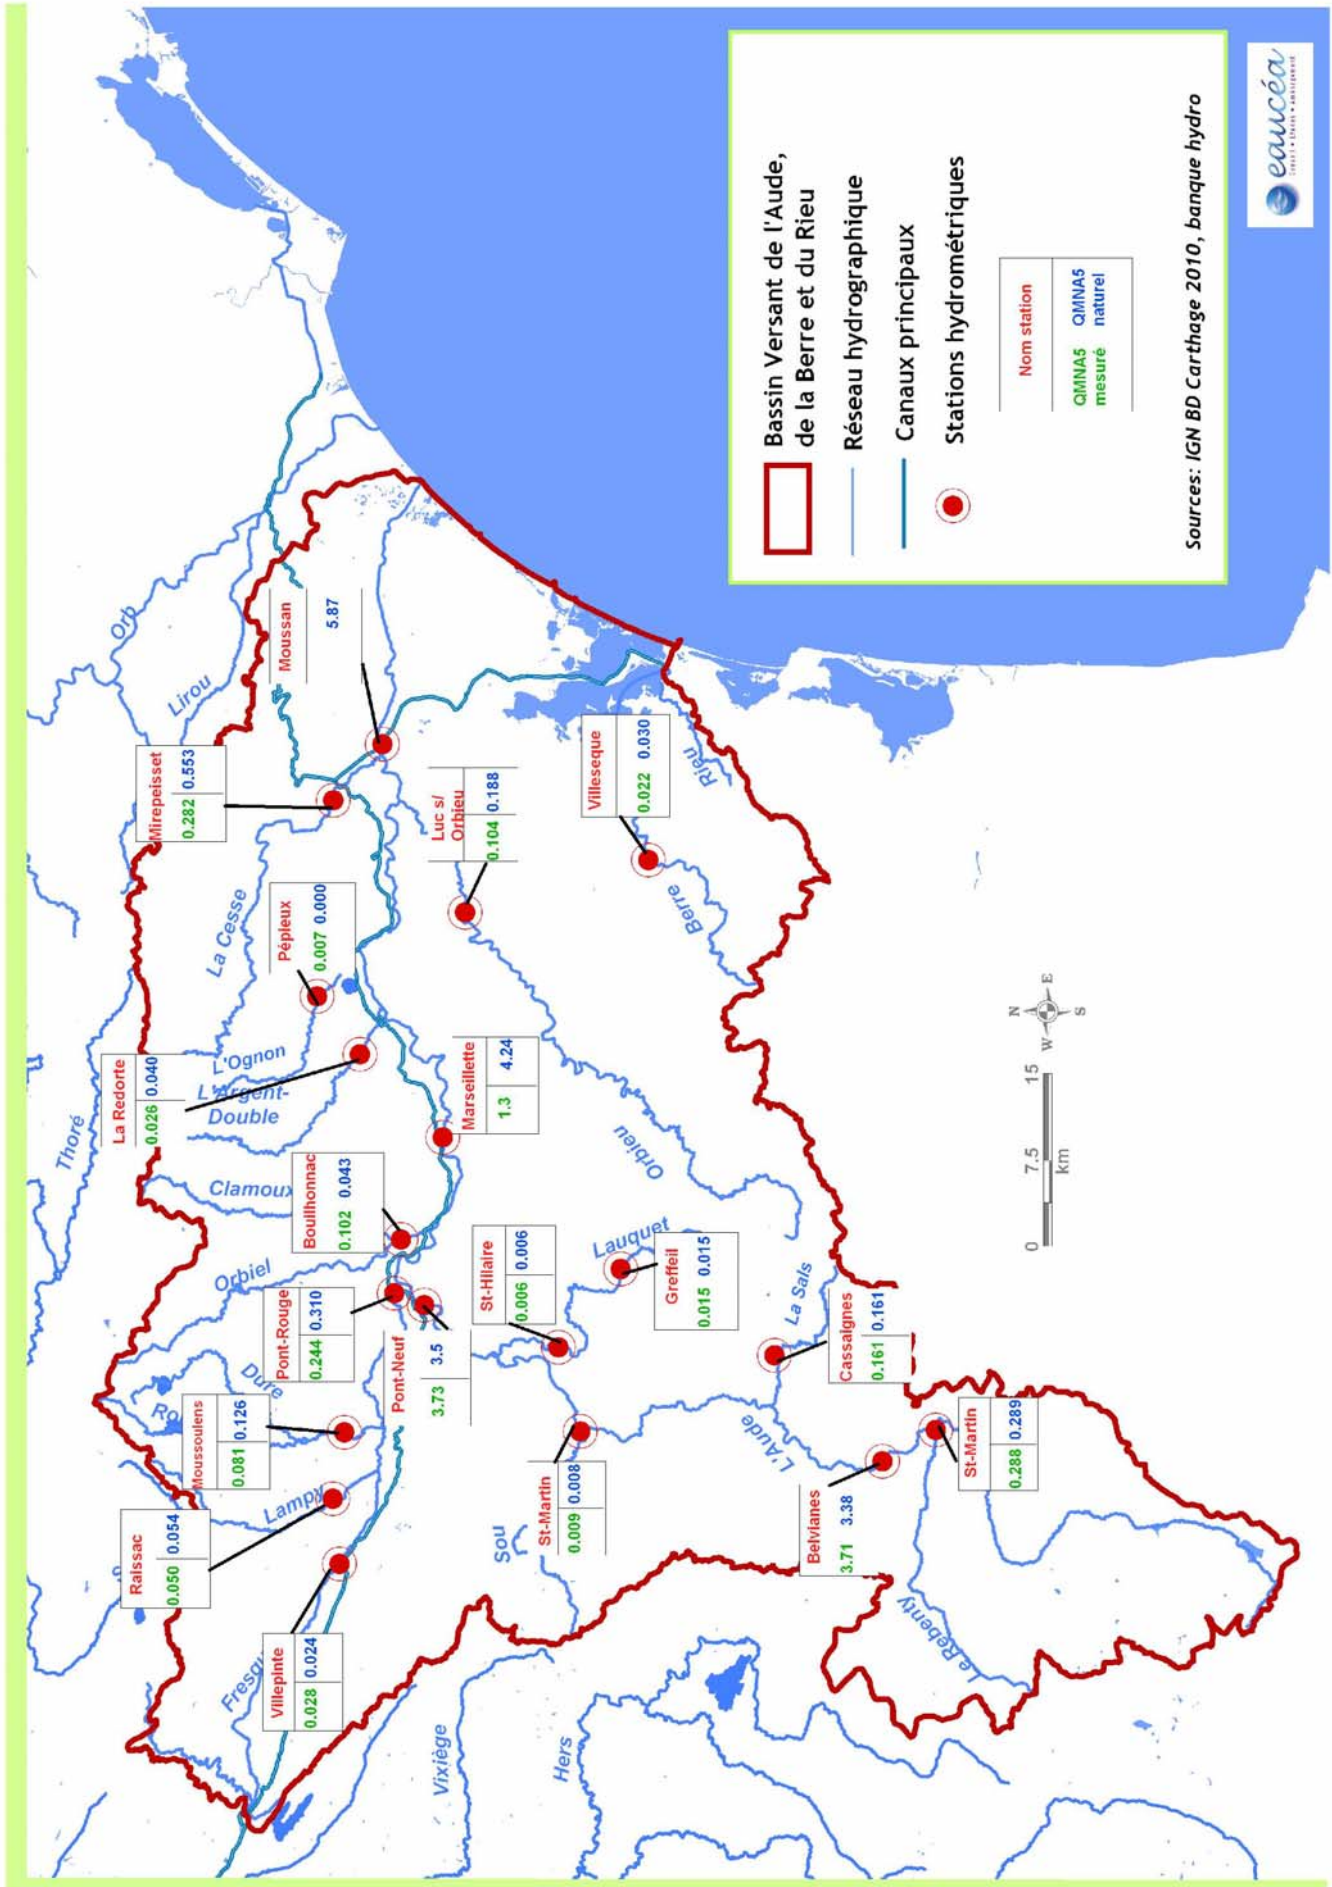 Orb
Lirou
Thoré
La Cesse
L'Ognon
L'Argent-
Double
Clamoux
Orbiel
Dure
Ro
Lampy
Fresqu
Vixiège
Hers
Sou
Lauquet
La Sals
L'Aude
Le Rebenty
Orbieu
Berre
Rieu
Mirepeisset
0.282 0.553
Moussan
5.87
Pépieux
0.007 0.000
Luc s/
Orbieu
0.104 0.188
Villeseque
0.022 0.030
La Redorte
0.026 0.040
Marseillette
1.3 4.24
Bouilhonnac
0.102 0.043
Pont-Rouge
0.244 0.310
Pont-Neuf
3.73 3.5
St-Hilaire
0.006 0.006
Greffeil
0.015 0.015
Cassaignes
0.161 0.161
Moussoulens
0.081 0.126
Raissac
0.050 0.054
Villepinte
0.028 0.024
St-Martin
0.009 0.008
Belvianes
3.71 3.38
St-Martin
0.288 0.289
N
W E
S
0 7.5 15
km
Bassin Versant de l'Aude,
de la Berre et du Rieu
Réseau hydrographique
Canaux principaux
Stations hydrométriques
Nom station
QMNA5 QMNA5
mesuré naturel
Sources: IGN BD Carthage 2010, banque hydro
eaucéa